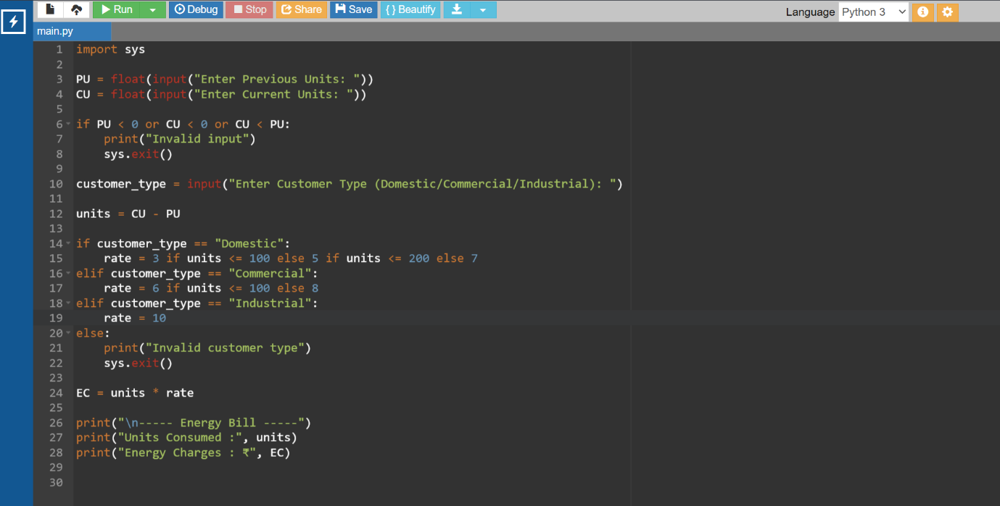 Run Debug Stop Share Save { } Beautify Language Python 3
main.py
1 import sys
2
3 PU = float(input("Enter Previous Units: "))
4 CU = float(input("Enter Current Units: "))
5
6 if PU < 0 or CU < 0 or CU < PU:
7     print("Invalid input")
8     sys.exit()
9
10 customer_type = input("Enter Customer Type (Domestic/Commercial/Industrial): ")
11
12 units = CU - PU
13
14 if customer_type == "Domestic":
15     rate = 3 if units <= 100 else 5 if units <= 200 else 7
16 elif customer_type == "Commercial":
17     rate = 6 if units <= 100 else 8
18 elif customer_type == "Industrial":
19     rate = 10
20 else:
21     print("Invalid customer type")
22     sys.exit()
23
24 EC = units * rate
25
26 print("\n----- Energy Bill -----")
27 print("Units Consumed :", units)
28 print("Energy Charges : ₹", EC)
29
30